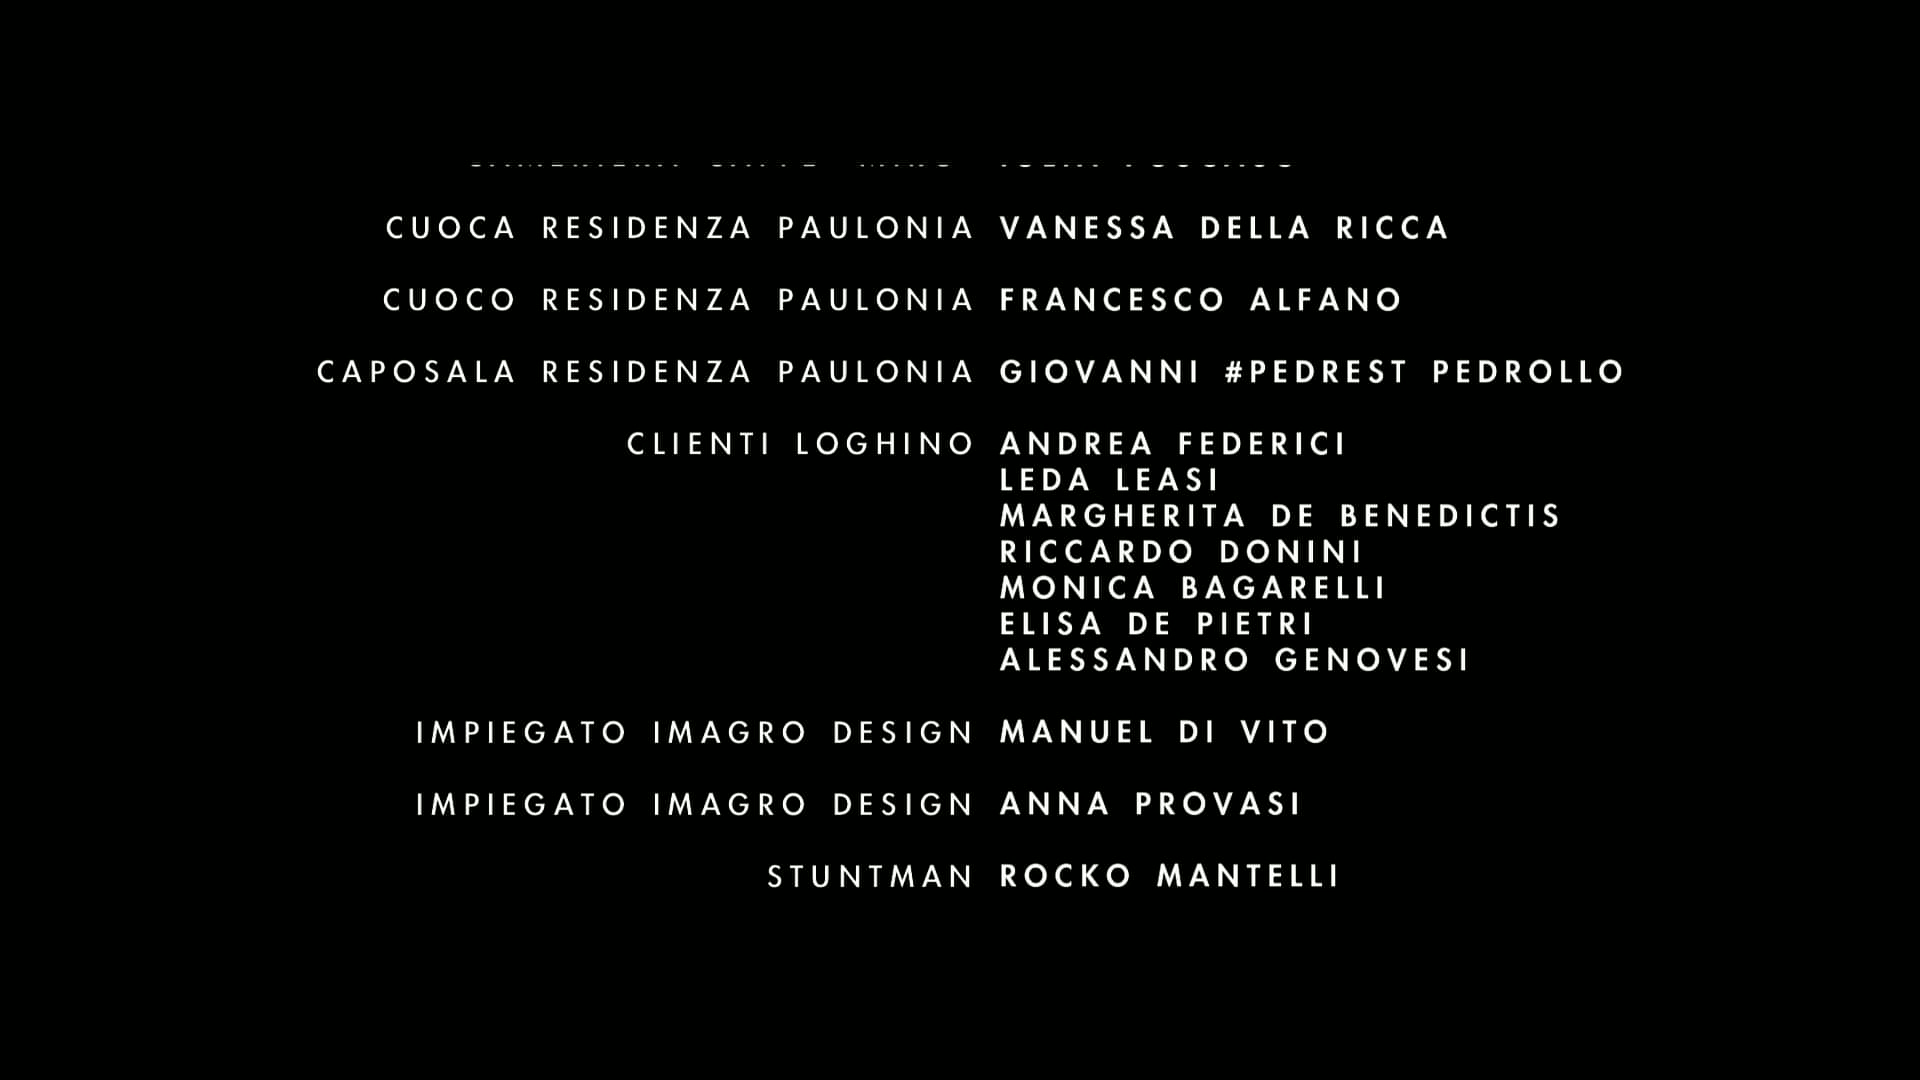 CUOCA RESIDENZA PAULONIA VANESSA DELLA RICCA
CUOCO RESIDENZA PAULONIA FRANCESCO ALFANO
CAPOSALA RESIDENZA PAULONIA GIOVANNI #PEDREST PEDROLLO
CLIENTI LOGHINO ANDREA FEDERICI
LEDA LEASI
MARGHERITA DE BENEDICTIS
RICCARDO DONINI
MONICA BAGARELLI
ELISA DE PIETRI
ALESSANDRO GENOVESI
IMPIEGATO IMAGRO DESIGN MANUEL DI VITO
IMPIEGATO IMAGRO DESIGN ANNA PROVASI
STUNTMAN ROCKO MANTELLI